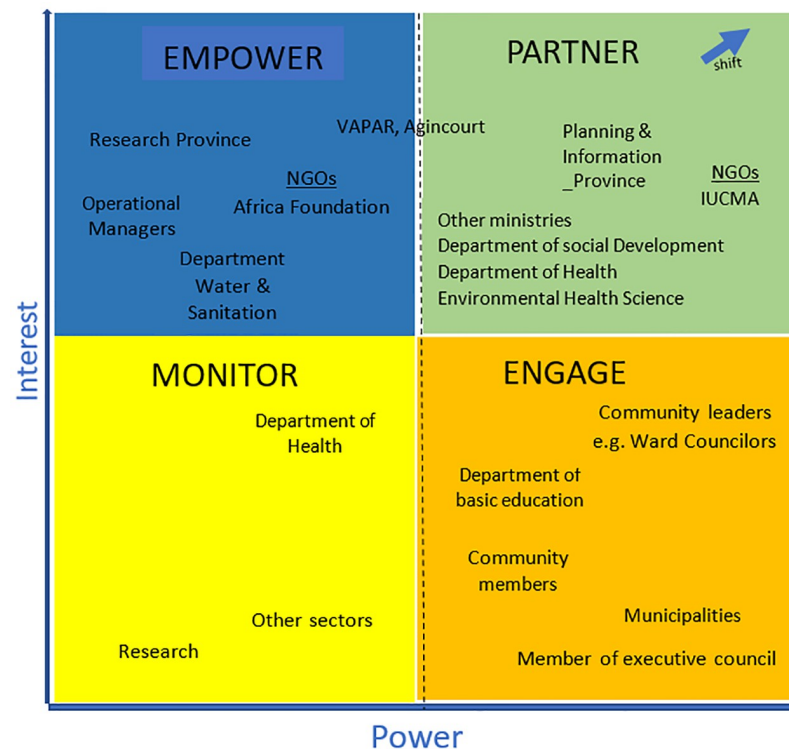 EMPOWER
PARTNER
shift
Research Province
VAPAR, Agincourt
Planning &
Information
_Province
NGOs
Africa Foundation
NGOs
IUCMA
Operational
Managers
Department
Water &
Sanitation
Other ministries
Department of social Development
Department of Health
Environmental Health Science
MONITOR
ENGAGE
Department of
Health
Community leaders
e.g. Ward Councilors
Department of
basic education
Community
members
Other sectors
Research
Municipalities
Member of executive council
Interest
Power